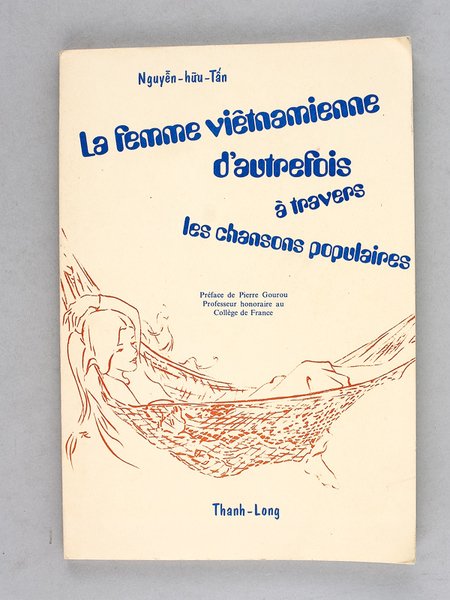 Nguyễn-hữu-Tấn
La femme viêtnamienne
d'autrefois
à travers
les chansons populaires
Préface de Pierre Gourou
Professeur honoraire au
Collège de France
Thanh-Long